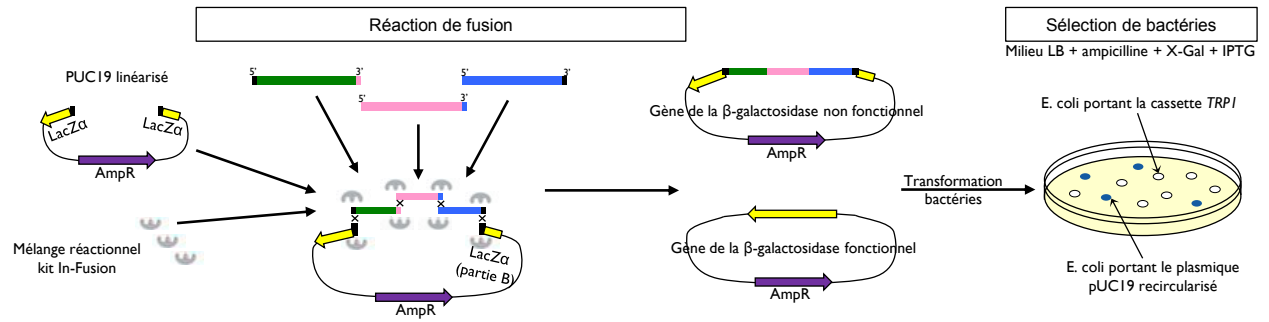 Réaction de fusion
Sélection de bactéries
Milieu LB + ampicilline + X-Gal + IPTG
PUC19 linéarisé
LacZα
LacZα
AmpR
Mélange réactionnel
kit In-Fusion
5'
3'
5'
3'
5'
3'
LacZα
(partie B)
AmpR
Gène de la β-galactosidase non fonctionnel
AmpR
Gène de la β-galactosidase fonctionnel
AmpR
Transformation
bactéries
E. coli portant la cassette TRP1
E. coli portant le plasmique
pUC19 recircularisé